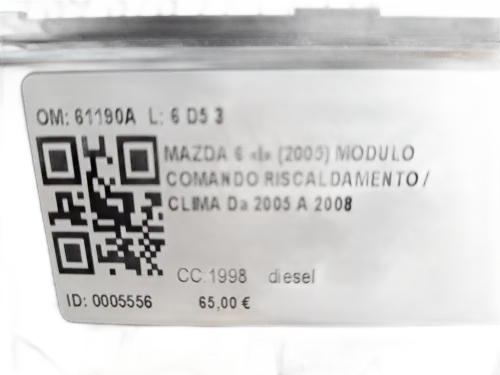 OM: 61190A L: 6 D5 3
MAZDA 6 «I» (2005) MODULO
COMANDO RISCALDAMENTO /
CLIMA Da 2005 A 2008
CC:1998 diesel
ID: 0005556 65,00 €